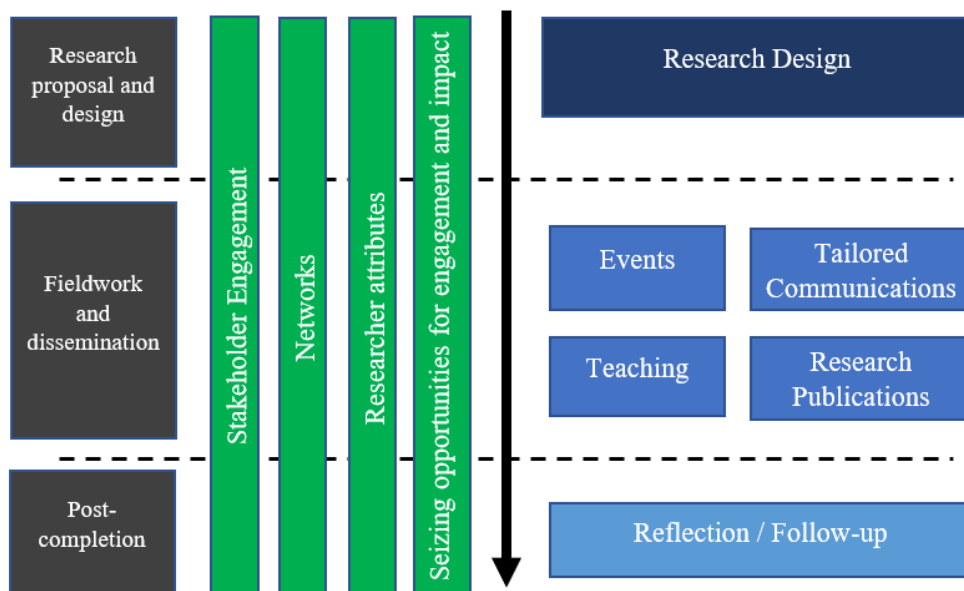 Research
proposal and
design
Stakeholder Engagement
Networks
Researcher attributes
Seizing opportunities for engagement and impact
Research Design
Fieldwork
and
dissemination
Events
Tailored
Communications
Teaching
Research
Publications
Post-
completion
Reflection / Follow-up